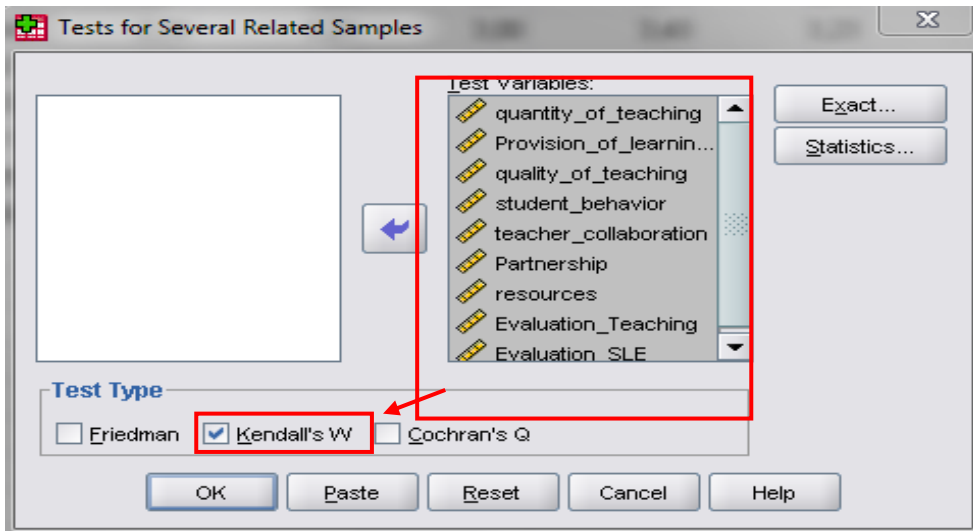 Tests for Several Related Samples
Test Variables:
quantity_of_teaching
Provision_of_learnin...
quality_of_teaching
student_behavior
teacher_collaboration
Partnership
resources
Evaluation_Teaching
Evaluation_SLE
Exact...
Statistics...
Test Type
Friedman
Kendall's W
Cochran's Q
OK
Paste
Reset
Cancel
Help